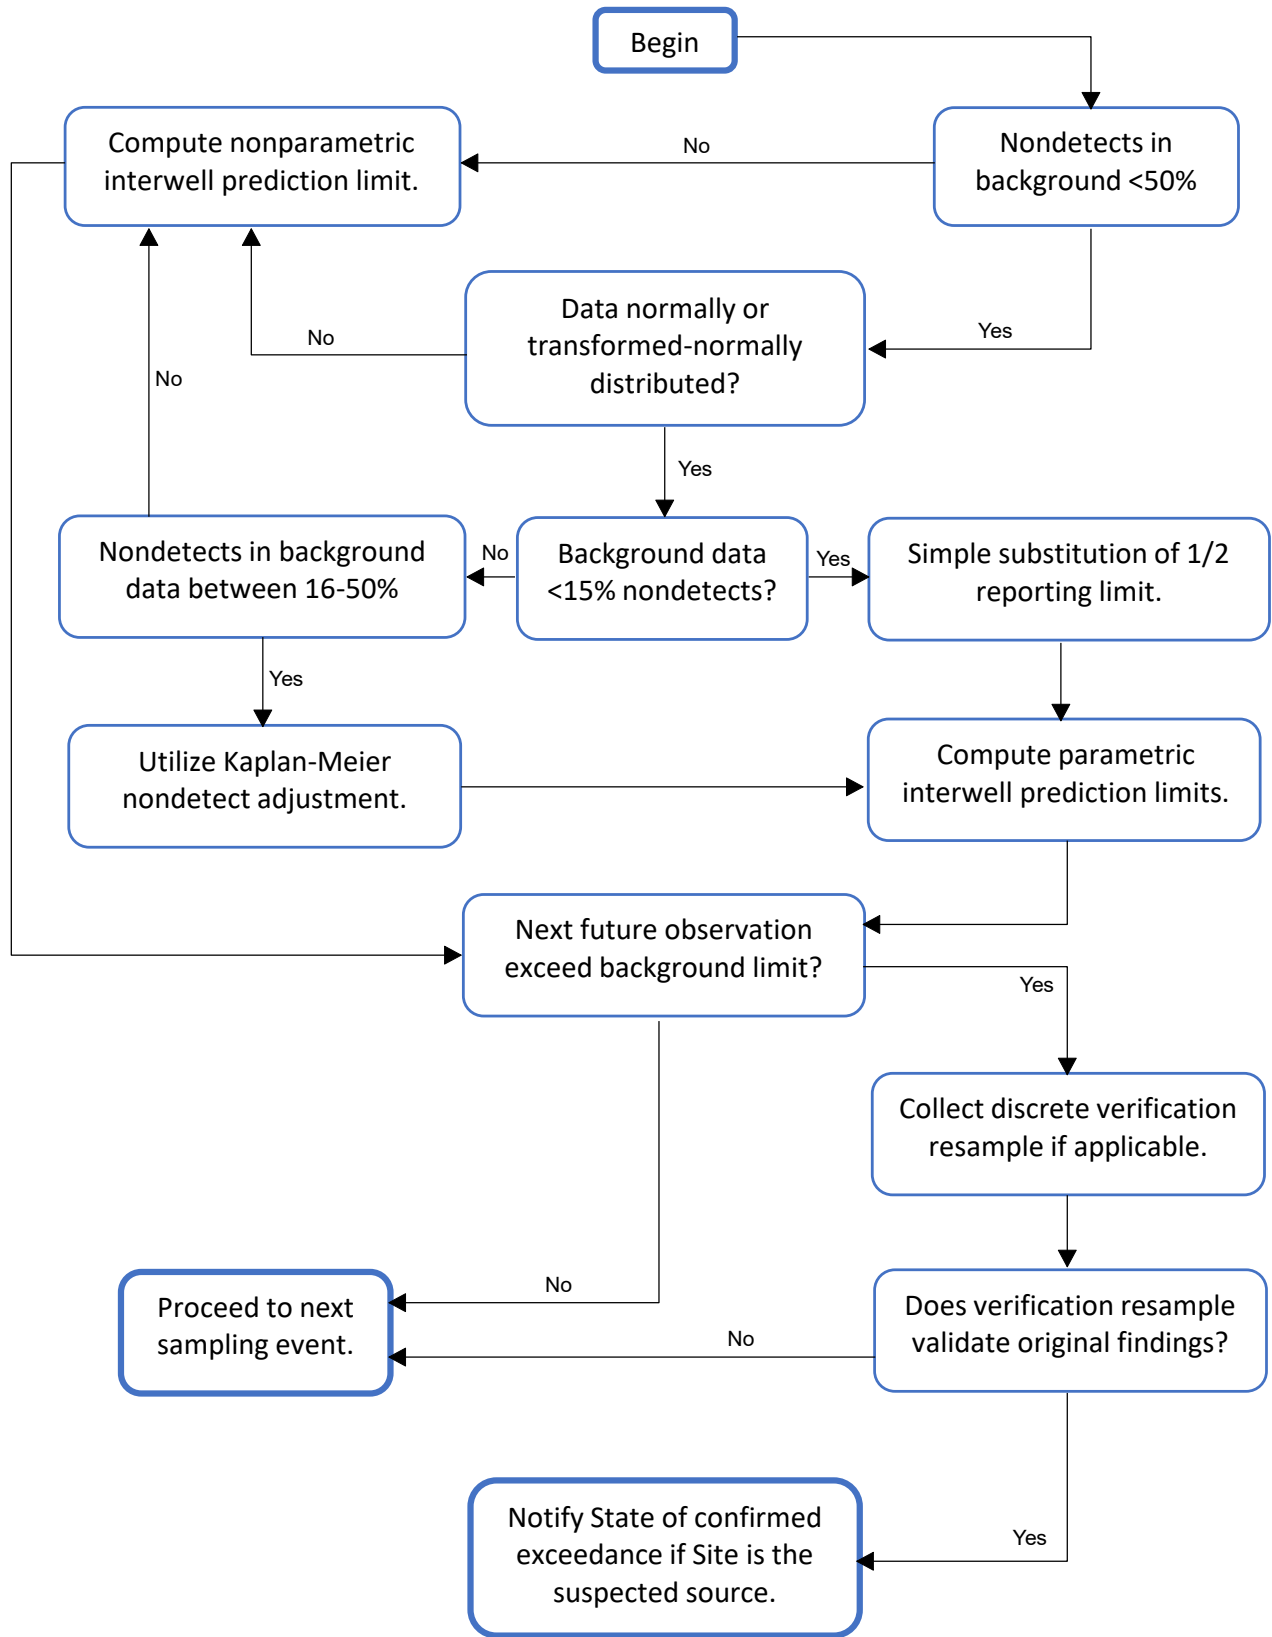 Begin
Compute nonparametric
interwell prediction limit.
No
Nondetects in
background <50%
Data normally or
transformed-normally
distributed?
No
Yes
No
Yes
Nondetects in background
data between 16-50%
No
Background data
<15% nondetects?
Yes
Simple substitution of 1/2
reporting limit.
Yes
Utilize Kaplan-Meier
nondetect adjustment.
Compute parametric
interwell prediction limits.
Next future observation
exceed background limit?
Yes
Collect discrete verification
resample if applicable.
No
Proceed to next
sampling event.
No
Does verification resample
validate original findings?
Notify State of confirmed
exceedance if Site is the
suspected source.
Yes